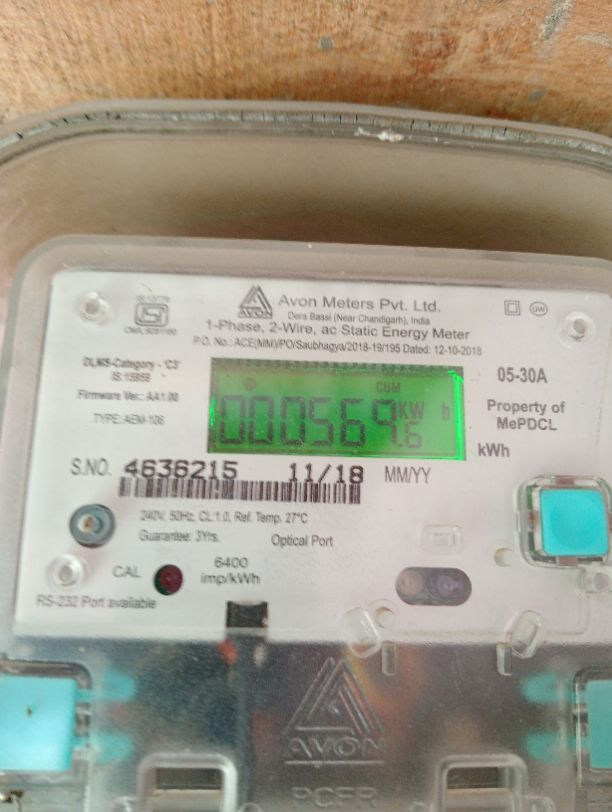 AVON
Avon Meters Pvt. Ltd.
Dera Bassi (Near Chandigarh), India
1-Phase, 2-Wire, ac Static Energy Meter
P.O. No.: ACE(MM)/PO/Saubhagya/2018-19/195 Dated: 12-10-2018
DLMS-Category - 'C3'
IS:15959
Firmware Ver.: AA1.00
TYPE: AEM-106
CUM
000569.6 KW h
05-30A
Property of
MePDCL
kWh
S.NO. 4636215 11/18 MM/YY
240V, 50Hz, CL:1.0, Ref. Temp. 27°C
Guarantee: 3Yrs.
Optical Port
CAL
6400
imp/kWh
RS-232 Port available
AVON